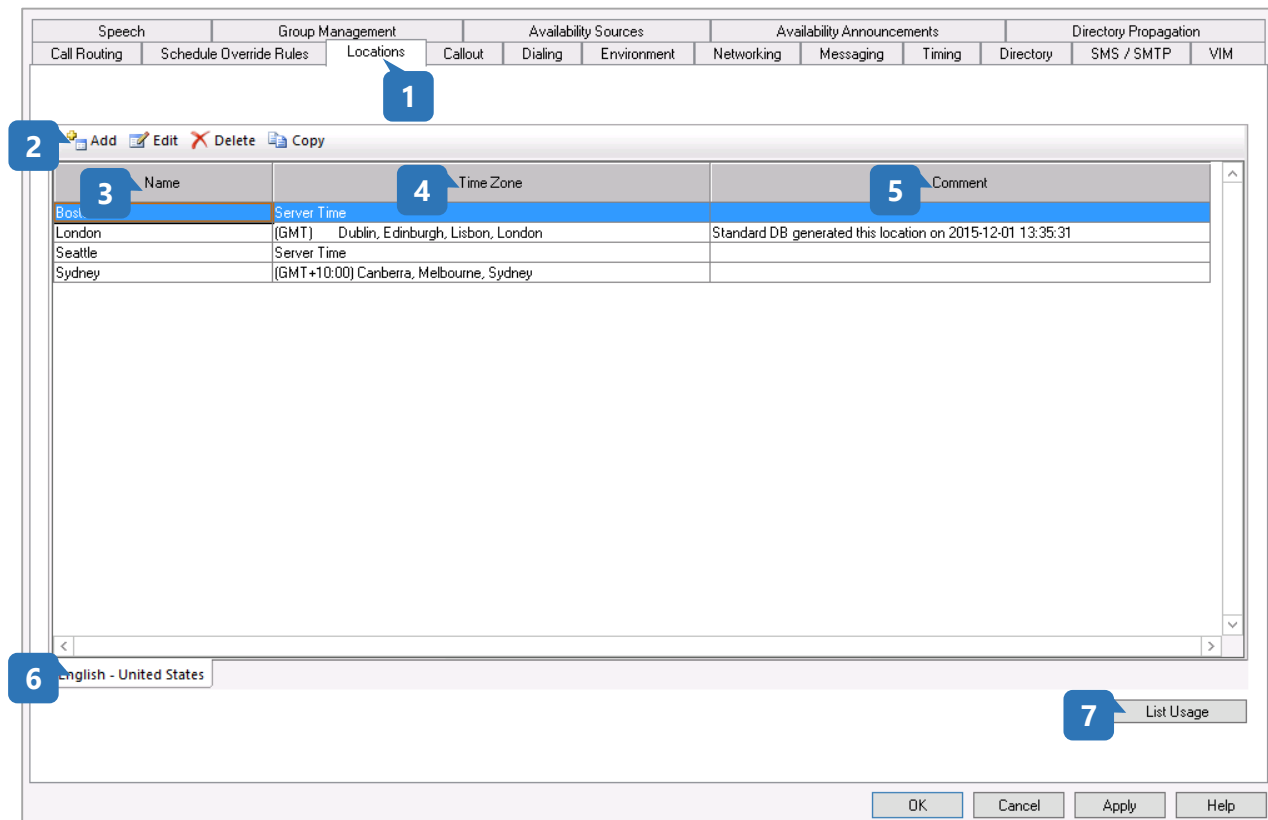 Speech Group Management Availability Sources Availability Announcements Directory Propagation
Call Routing Schedule Override Rules Locations Callout Dialing Environment Networking Messaging Timing Directory SMS / SMTP VIM
1
2 Add Edit Delete Copy
3 Name 4 Time Zone 5 Comment
Server Time
London (GMT) Dublin, Edinburgh, Lisbon, London Standard DB generated this location on 2015-12-01 13:35:31
Seattle Server Time
Sydney (GMT+10:00) Canberra, Melbourne, Sydney
6 English - United States
7 List Usage
OK Cancel Apply Help